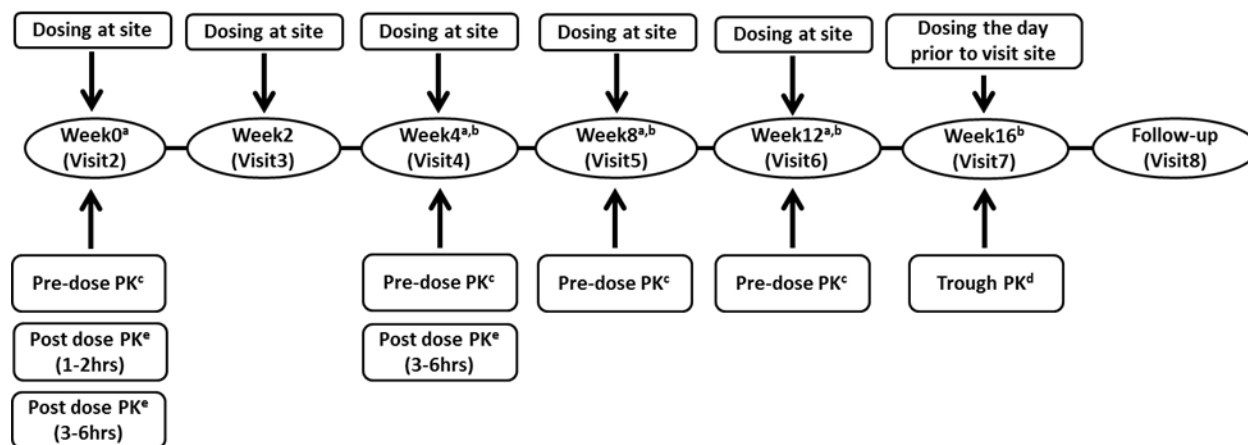 Dosing at site
Dosing at site
Dosing at site
Dosing at site
Dosing at site
Dosing the day
prior to visit site
Week0ᵃ
(Visit2)
Week2
(Visit3)
Week4ᵃ,ᵇ
(Visit4)
Week8ᵃ,ᵇ
(Visit5)
Week12ᵃ,ᵇ
(Visit6)
Week16ᵇ
(Visit7)
Follow-up
(Visit8)
Pre-dose PKᶜ
Pre-dose PKᶜ
Pre-dose PKᶜ
Pre-dose PKᶜ
Trough PKᵈ
Post dose PKᵉ
(1-2hrs)
Post dose PKᵉ
(3-6hrs)
Post dose PKᵉ
(3-6hrs)